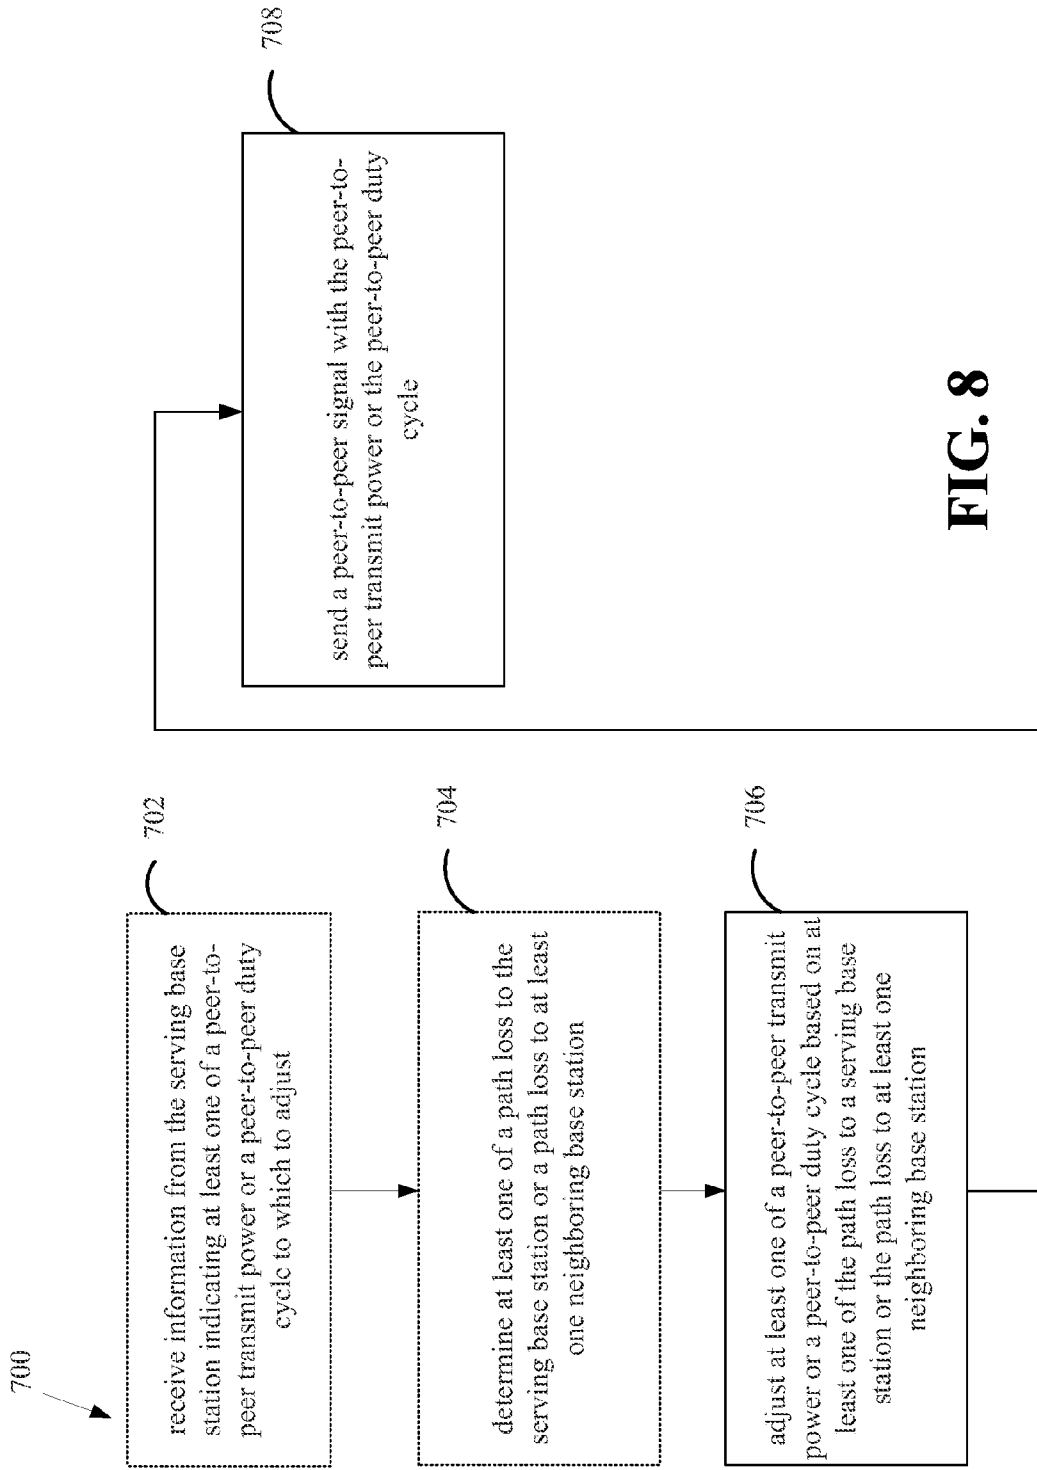 700
702
receive information from the serving base
station indicating at least one of a peer-to-
peer transmit power or a peer-to-peer duty
cycle to which to adjust
704
determine at least one of a path loss to the
serving base station or a path loss to at least
one neighboring base station
706
adjust at least one of a peer-to-peer transmit
power or a peer-to-peer duty cycle based on at
least one of the path loss to a serving base
station or the path loss to at least one
neighboring base station
708
send a peer-to-peer signal with the peer-to-
peer transmit power or the peer-to-peer duty
cycle
FIG. 8